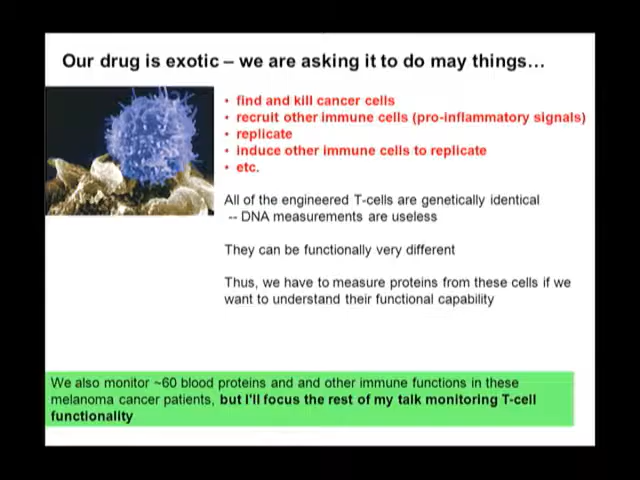 Our drug is exotic – we are asking it to do may things…
• find and kill cancer cells
• recruit other immune cells (pro-inflammatory signals)
• replicate
• induce other immune cells to replicate
• etc.
All of the engineered T-cells are genetically identical
-- DNA measurements are useless
They can be functionally very different
Thus, we have to measure proteins from these cells if we
want to understand their functional capability
We also monitor ~60 blood proteins and and other immune functions in these
melanoma cancer patients, but I'll focus the rest of my talk monitoring T-cell
functionality